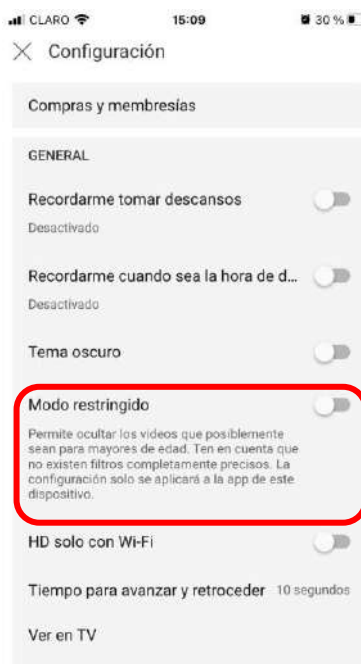 CLARO 15:09 30 %
Configuración
Compras y membresías
GENERAL
Recordarme tomar descansos
Desactivado
Recordarme cuando sea la hora de d...
Desactivado
Tema oscuro
Modo restringido
Permite ocultar los videos que posiblemente
sean para mayores de edad. Ten en cuenta que
no existen filtros completamente precisos. La
configuración solo se aplicará a la app de este
dispositivo.
HD solo con Wi-Fi
Tiempo para avanzar y retroceder 10 segundos
Ver en TV